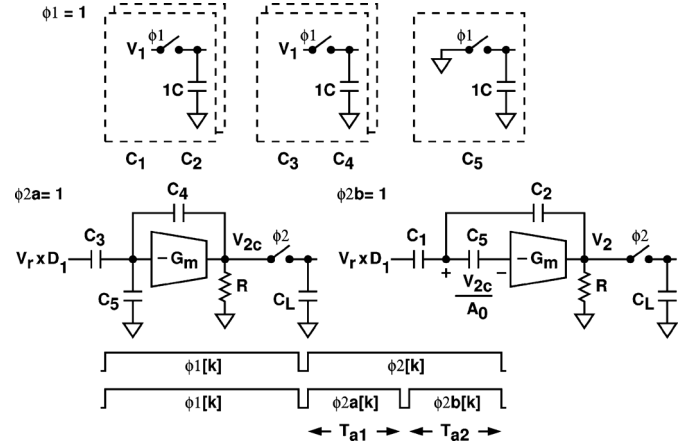 ϕ1 = 1
V1 ϕ1 1C
V1 ϕ1 1C
ϕ1 1C
C1 C2
C3 C4
C5
ϕ2a= 1
C4
C3
Vr x D1
− Gm
V2c
ϕ2
C5
R
CL
ϕ2b= 1
C2
C1
C5
Vr x D1
+
−
− Gm
V2
ϕ2
V2c
A0
R
CL
ϕ1[k] ϕ2[k]
ϕ1[k] ϕ2a[k] ϕ2b[k]
Ta1 Ta2